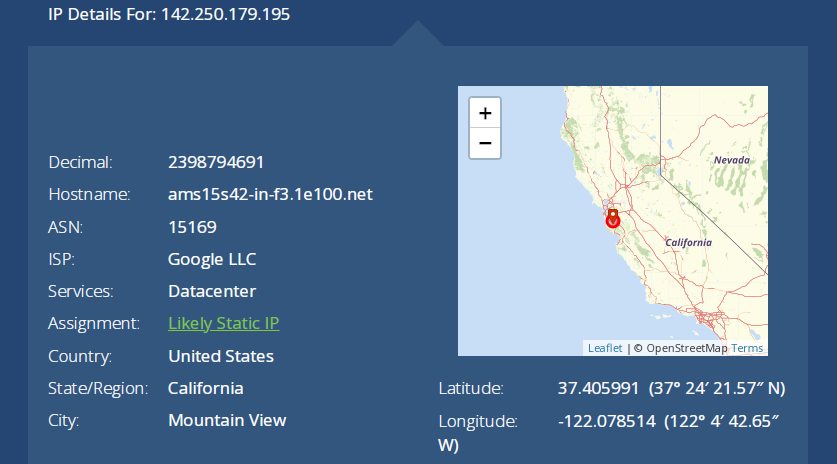 IP Details For: 142.250.179.195
Decimal: 2398794691
Hostname: ams15s42-in-f3.1e100.net
ASN: 15169
ISP: Google LLC
Services: Datacenter
Assignment: Likely Static IP
Country: United States
State/Region: California
City: Mountain View
+
−
Nevada
California
Leaflet | © OpenStreetMap Terms
Latitude: 37.405991 (37° 24′ 21.57″ N)
Longitude: -122.078514 (122° 4′ 42.65″
W)